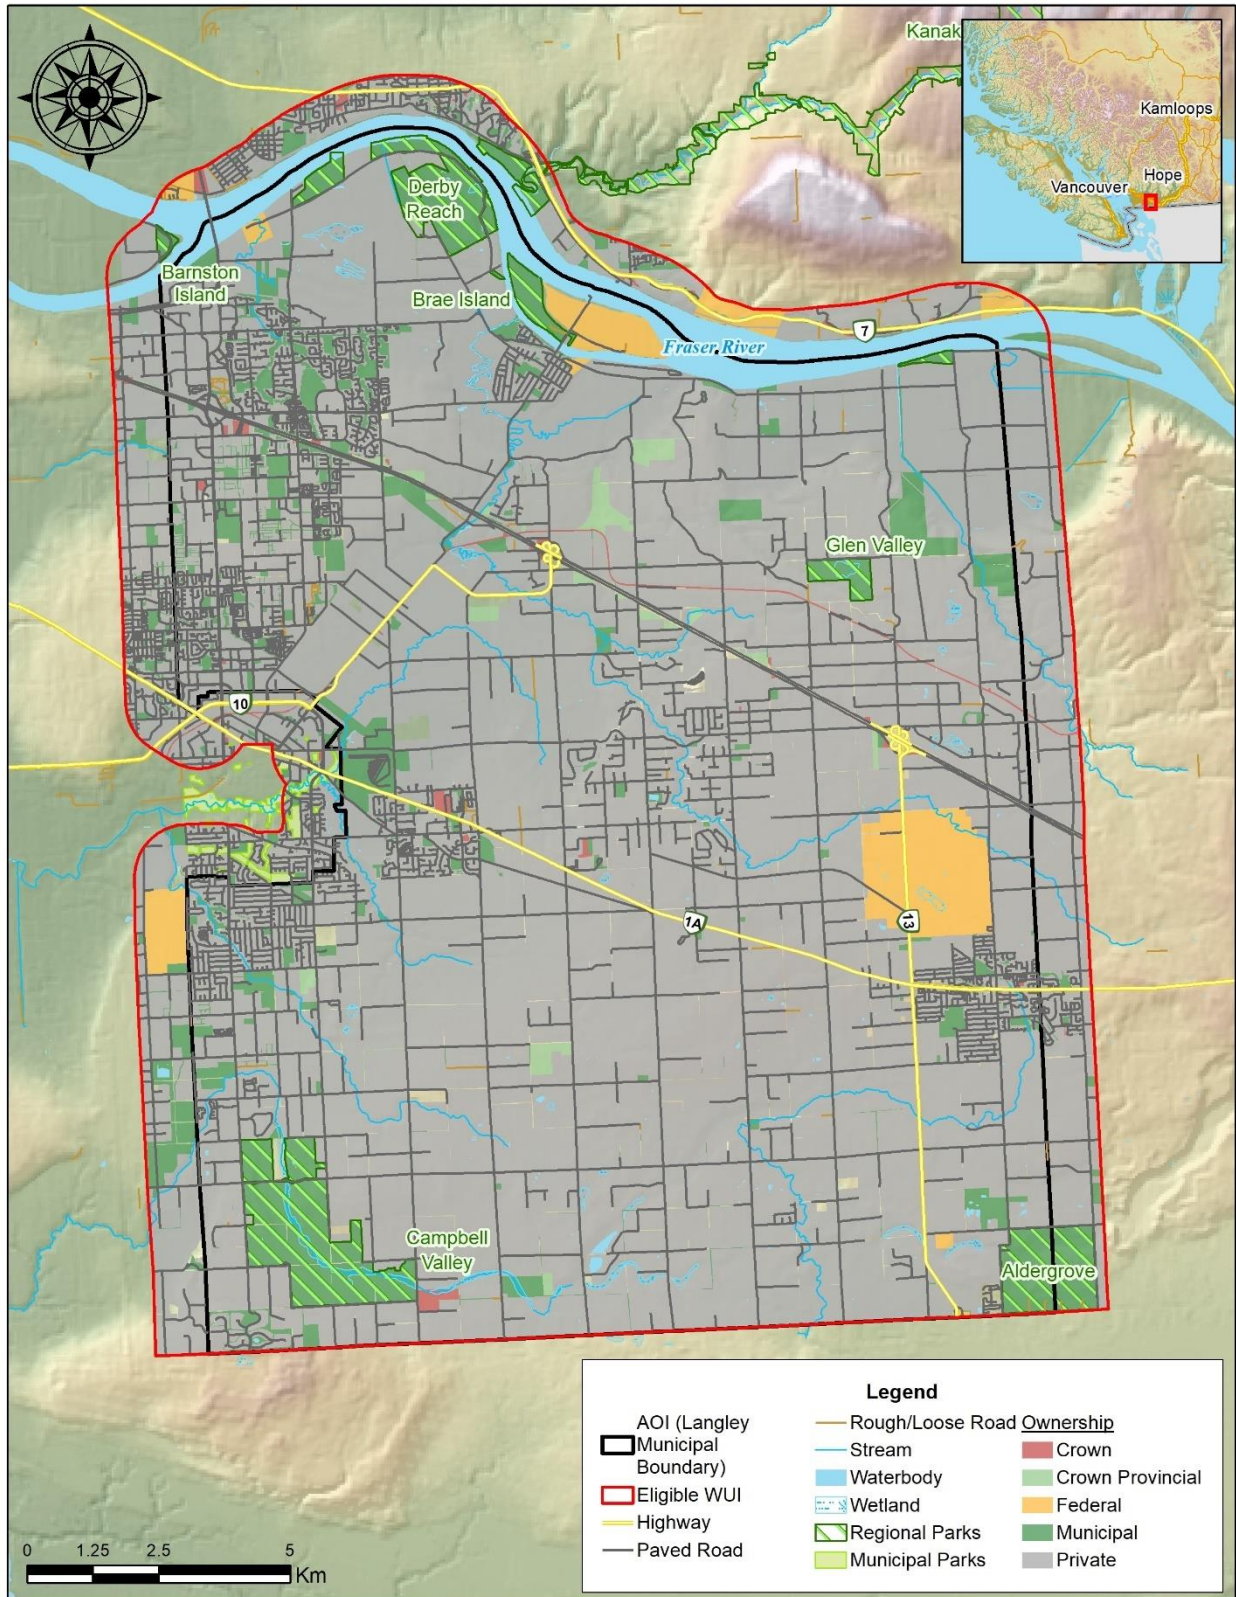 Kanak
Kamloops
Hope
Vancouver
Derby
Reach
Barnston
Island
Brae Island
7
Fraser River
Glen Valley
10
1A
13
Campbell
Valley
Aldergrove
Legend
AOI (Langley
Municipal
Boundary)
Eligible WUI
Highway
Paved Road
Rough/Loose Road
Stream
Waterbody
Wetland
Regional Parks
Municipal Parks
Ownership
Crown
Crown Provincial
Federal
Municipal
Private
0 1.25 2.5 5
Km